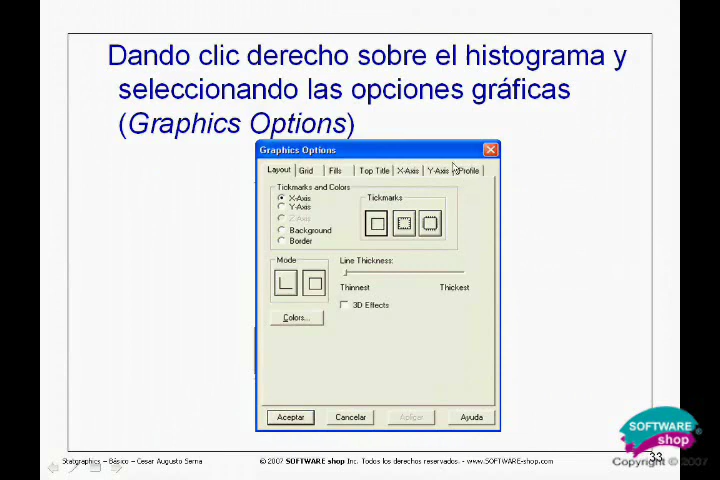 Dando clic derecho sobre el histograma y
seleccionando las opciones gráficas
(Graphics Options)
Graphics Options
Layout Grid Fills Top Title X-Axis Y-Axis Profile
Tickmarks and Colors
X-Axis
Y-Axis
Z-Axis
Background
Border
Tickmarks
Mode
Line Thickness:
Thinnest Thickest
3D Effects
Colors...
Aceptar Cancelar Aplicar Ayuda
SOFTWARE
shop
®
Statgraphics – Básico – Cesar Augusto Serna © 2007 SOFTWARE shop Inc. Todos los derechos reservados. - www.SOFTWARE-shop.com
33
Copyright © 2007